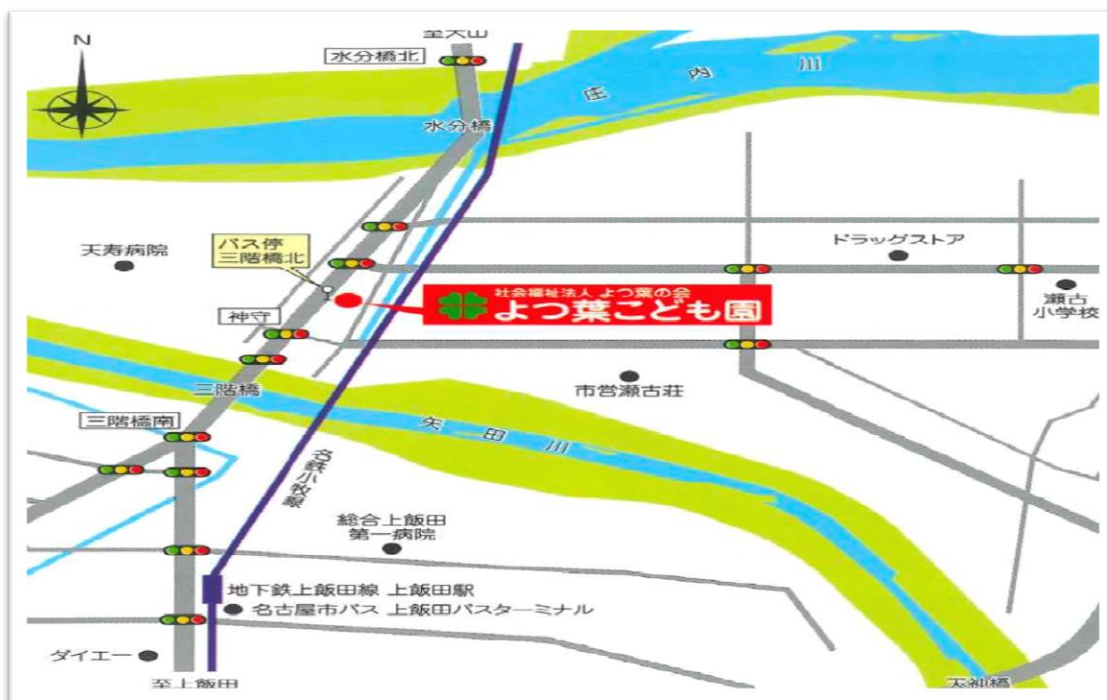 N
至犬山
水分橋北
庄内川
水分橋
天寿病院
バス停
三階橋北
ドラッグストア
社会福祉法人 よつ葉の会
よつ葉こども園
瀬古
小学校
神守
三階橋
市営瀬古荘
三階橋南
矢田川
名鉄小牧線
総合上飯田
第一病院
地下鉄上飯田線 上飯田駅
名古屋市バス 上飯田バスターミナル
ダイエー
至上飯田
天神橋